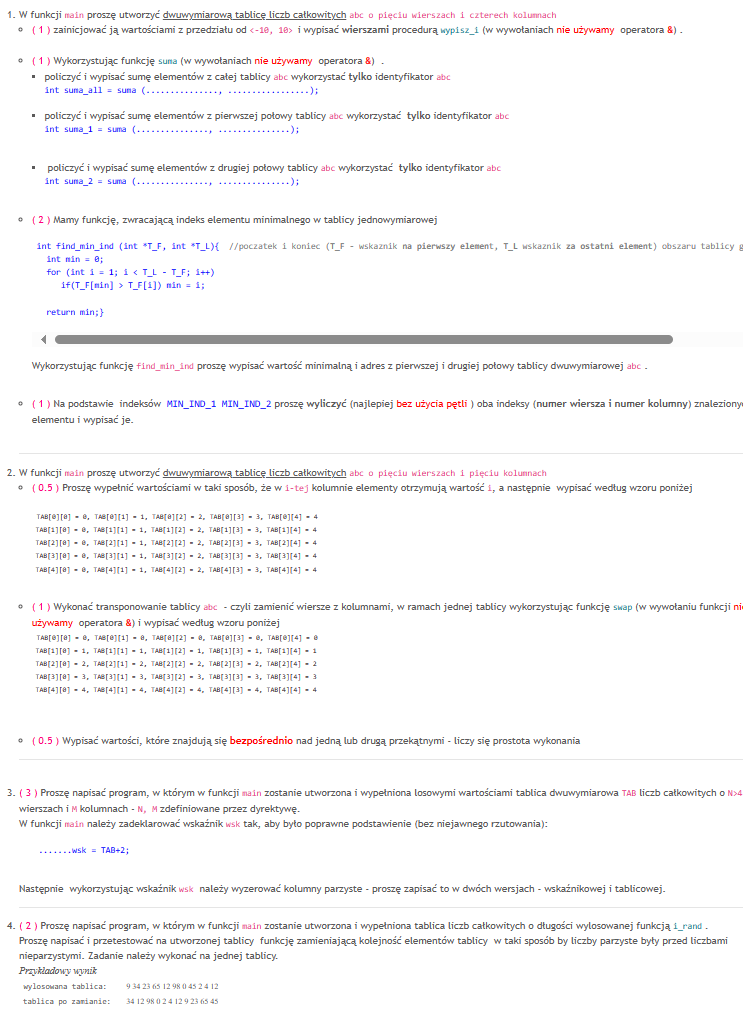 1. W funkcji main proszę utworzyć dwuwymiarową tablicę liczb całkowitych abc o pięciu wierszach i czterech kolumnach
( 1 ) zainicjować ją wartościami z przedziału od <-10, 10> i wypisać wierszami procedurą wypisz_i (w wywołaniach nie używamy operatora &) .
( 1 ) Wykorzystując funkcję suma (w wywołaniach nie używamy operatora &) .
policzyć i wypisać sumę elementów z całej tablicy abc wykorzystać tylko identyfikator abc
int suma_all = suma (..............., .................);
policzyć i wypisać sumę elementów z pierwszej połowy tablicy abc wykorzystać tylko identyfikator abc
int suma_1 = suma (..............., ...............);
policzyć i wypisać sumę elementów z drugiej połowy tablicy abc wykorzystać tylko identyfikator abc
int suma_2 = suma (..............., ...............);
( 2 ) Mamy funkcję, zwracającą indeks elementu minimalnego w tablicy jednowymiarowej
int find_min_ind (int *T_F, int *T_L){ //poczatek i koniec (T_F - wskaznik na pierwszy element, T_L wskaznik za ostatni element) obszaru tablicy g
int min = 0;
for (int i = 1; i < T_L - T_F; i++)
if(T_F[min] > T_F[i]) min = i;
return min;}
Wykorzystując funkcję find_min_ind proszę wypisać wartość minimalną i adres z pierwszej i drugiej połowy tablicy dwuwymiarowej abc .
( 1 ) Na podstawie indeksów MIN_IND_1 MIN_IND_2 proszę wyliczyć (najlepiej bez użycia pętli ) oba indeksy (numer wiersza i numer kolumny) znalezione
elementu i wypisać je.
2. W funkcji main proszę utworzyć dwuwymiarową tablicę liczb całkowitych abc o pięciu wierszach i pięciu kolumnach
( 0.5 ) Proszę wypełnić wartościami w taki sposób, że w i-tej kolumnie elementy otrzymują wartość i, a następnie wypisać według wzoru poniżej
TAB[0][0] = 0, TAB[0][1] = 1, TAB[0][2] = 2, TAB[0][3] = 3, TAB[0][4] = 4
TAB[1][0] = 0, TAB[1][1] = 1, TAB[1][2] = 2, TAB[1][3] = 3, TAB[1][4] = 4
TAB[2][0] = 0, TAB[2][1] = 1, TAB[2][2] = 2, TAB[2][3] = 3, TAB[2][4] = 4
TAB[3][0] = 0, TAB[3][1] = 1, TAB[3][2] = 2, TAB[3][3] = 3, TAB[3][4] = 4
TAB[4][0] = 0, TAB[4][1] = 1, TAB[4][2] = 2, TAB[4][3] = 3, TAB[4][4] = 4
( 1 ) Wykonać transponowanie tablicy abc - czyli zamienić wiersze z kolumnami, w ramach jednej tablicy wykorzystując funkcję swap (w wywołaniu funkcji nie
używamy operatora &) i wypisać według wzoru poniżej
TAB[0][0] = 0, TAB[0][1] = 0, TAB[0][2] = 0, TAB[0][3] = 0, TAB[0][4] = 0
TAB[1][0] = 1, TAB[1][1] = 1, TAB[1][2] = 1, TAB[1][3] = 1, TAB[1][4] = 1
TAB[2][0] = 2, TAB[2][1] = 2, TAB[2][2] = 2, TAB[2][3] = 2, TAB[2][4] = 2
TAB[3][0] = 3, TAB[3][1] = 3, TAB[3][2] = 3, TAB[3][3] = 3, TAB[3][4] = 3
TAB[4][0] = 4, TAB[4][1] = 4, TAB[4][2] = 4, TAB[4][3] = 4, TAB[4][4] = 4
( 0.5 ) Wypisać wartości, które znajdują się bezpośrednio nad jedną lub drugą przekątnymi - liczy się prostota wykonania
3. ( 3 ) Proszę napisać program, w którym w funkcji main zostanie utworzona i wypełniona losowymi wartościami tablica dwuwymiarowa TAB liczb całkowitych o N>4
wierszach i M kolumnach - N, M zdefiniowane przez dyrektywę.
W funkcji main należy zadeklarować wskaźnik wsk tak, aby było poprawne podstawienie (bez niejawnego rzutowania):
.......wsk = TAB+2;
Następnie wykorzystując wskaźnik wsk należy wyzerować kolumny parzyste - proszę zapisać to w dwóch wersjach - wskaźnikowej i tablicowej.
4. ( 2 ) Proszę napisać program, w którym w funkcji main zostanie utworzona i wypełniona tablica liczb całkowitych o długości wylosowanej funkcją i_rand .
Proszę napisać i przetestować na utworzonej tablicy funkcję zamieniającą kolejność elementów tablicy w taki sposób by liczby parzyste były przed liczbami
nieparzystymi. Zadanie należy wykonać na jednej tablicy.
Przykładowy wynik
wylosowana tablica: 9 34 23 65 12 98 0 45 2 4 12
tablica po zamianie: 34 12 98 0 2 4 12 9 23 65 45